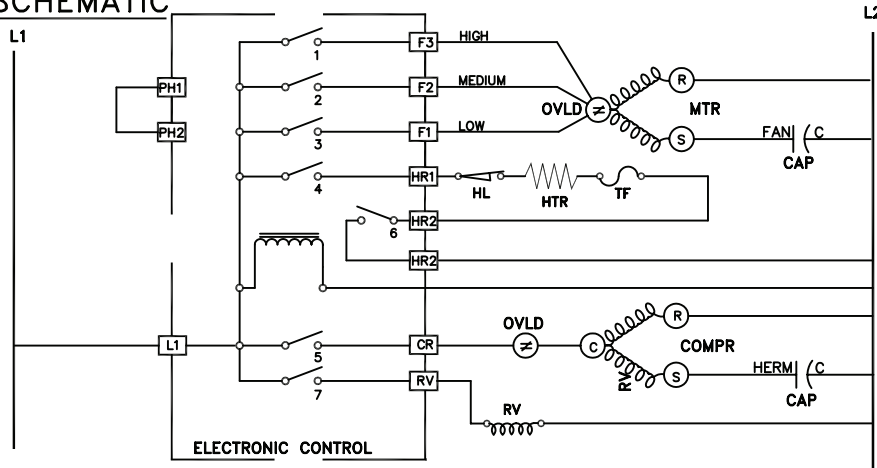 SCHEMATIC
L1
L2
1
F3
HIGH
PH1
2
F2
MEDIUM
OVLD
≠
R
MTR
PH2
3
F1
LOW
S
FAN
C
CAP
4
HR1
HL
HTR
TF
6
HR2
HR2
L1
5
CR
OVLD
≠
C
R
COMPR
RV
S
HERM
C
CAP
7
RV
RV
ELECTRONIC CONTROL